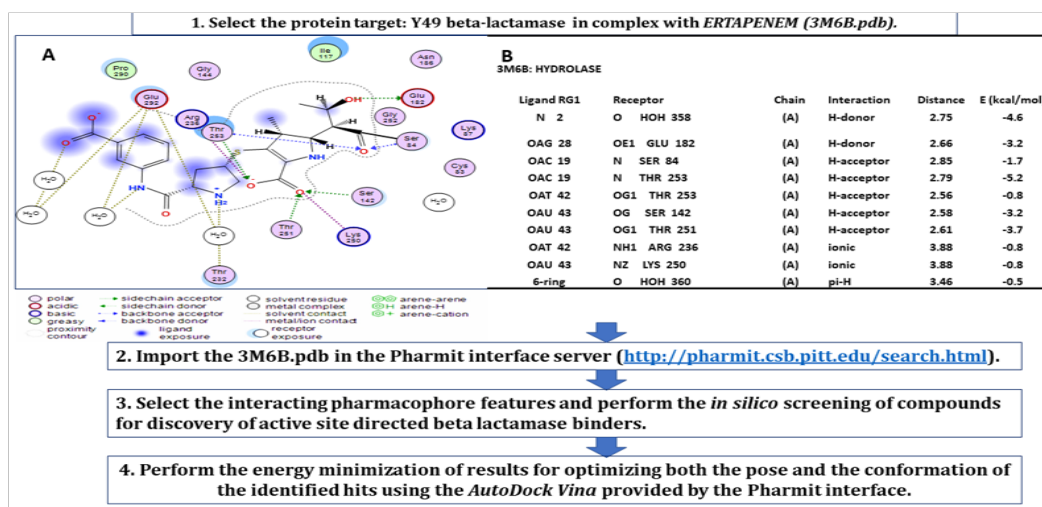 1. Select the protein target: Y49 beta-lactamase in complex with ERTAPENEM (3M6B.pdb).
A
B
3M6B: HYDROLASE
Ligand RG1 Receptor Chain Interaction Distance E (kcal/mol
N 2 O HOH 358 (A) H-donor 2.75 -4.6
OAG 28 OE1 GLU 182 (A) H-donor 2.66 -3.2
OAC 19 N SER 84 (A) H-acceptor 2.85 -1.7
OAC 19 N THR 253 (A) H-acceptor 2.79 -5.2
OAT 42 OG1 THR 253 (A) H-acceptor 2.56 -0.8
OAU 43 OG SER 142 (A) H-acceptor 2.58 -3.2
OAU 43 OG1 THR 251 (A) H-acceptor 2.61 -3.7
OAT 42 NH1 ARG 236 (A) ionic 3.88 -0.8
OAU 43 NZ LYS 250 (A) ionic 3.88 -0.8
6-ring O HOH 360 (A) pi-H 3.46 -0.5
Ile
117
Pro
290
Gly
144
Glu
292
Arg
236
Thr
253
Glu
182
Ser
84
Ser
142
Thr
251
Lys
250
Thr
232
H₂O
H₂O
H₂O
H₂O
H₂O
OH
NH
HN
NH2
O
O
O
O
O
H
H
H
polar
acidic
basic
greasy
proximity
contour
sidechain acceptor
sidechain donor
backbone acceptor
backbone donor
ligand
exposure
solvent residue
metal complex
solvent contact
metal/ion contact
receptor
exposure
arene-arene
arene-H
arene-cation
2. Import the 3M6B.pdb in the Pharmit interface server (http://pharmit.csb.pitt.edu/search.html).
3. Select the interacting pharmacophore features and perform the in silico screening of compounds
for discovery of active site directed beta lactamase binders.
4. Perform the energy minimization of results for optimizing both the pose and the conformation of
the identified hits using the AutoDock Vina provided by the Pharmit interface.